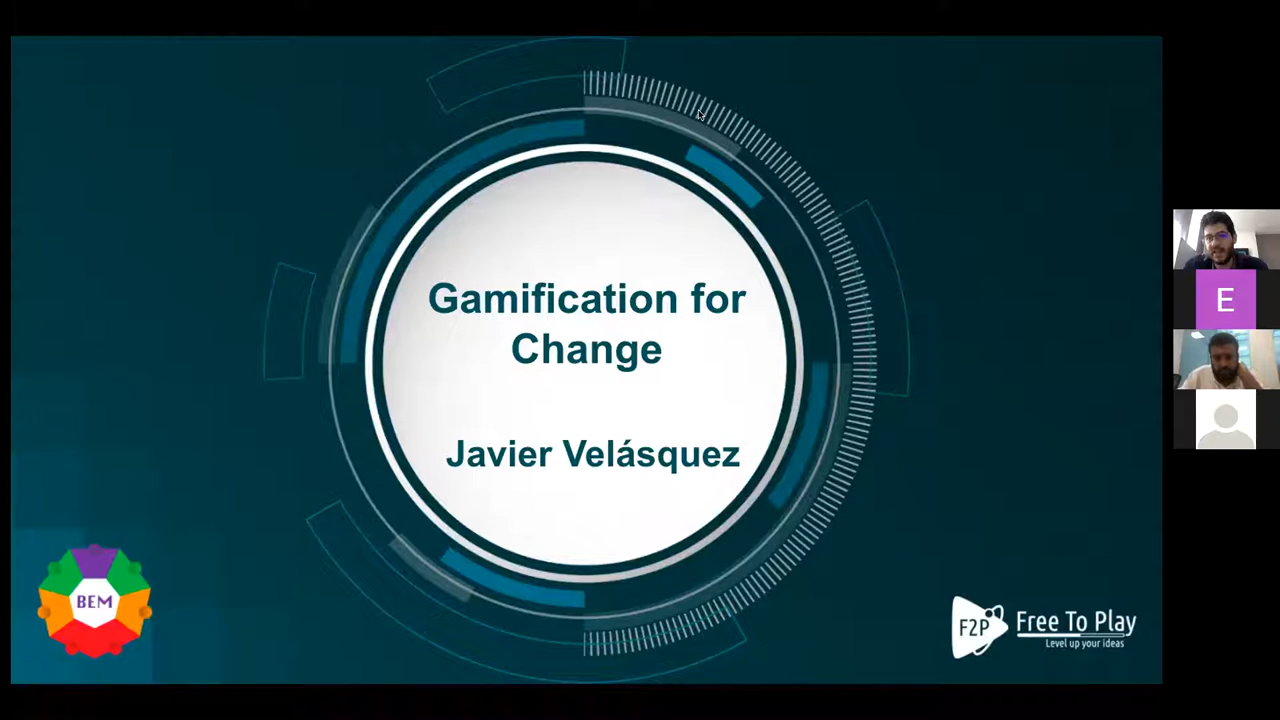 Gamification for
Change
Javier Velásquez
BEM
F2P
Free To Play
Level up your ideas
E